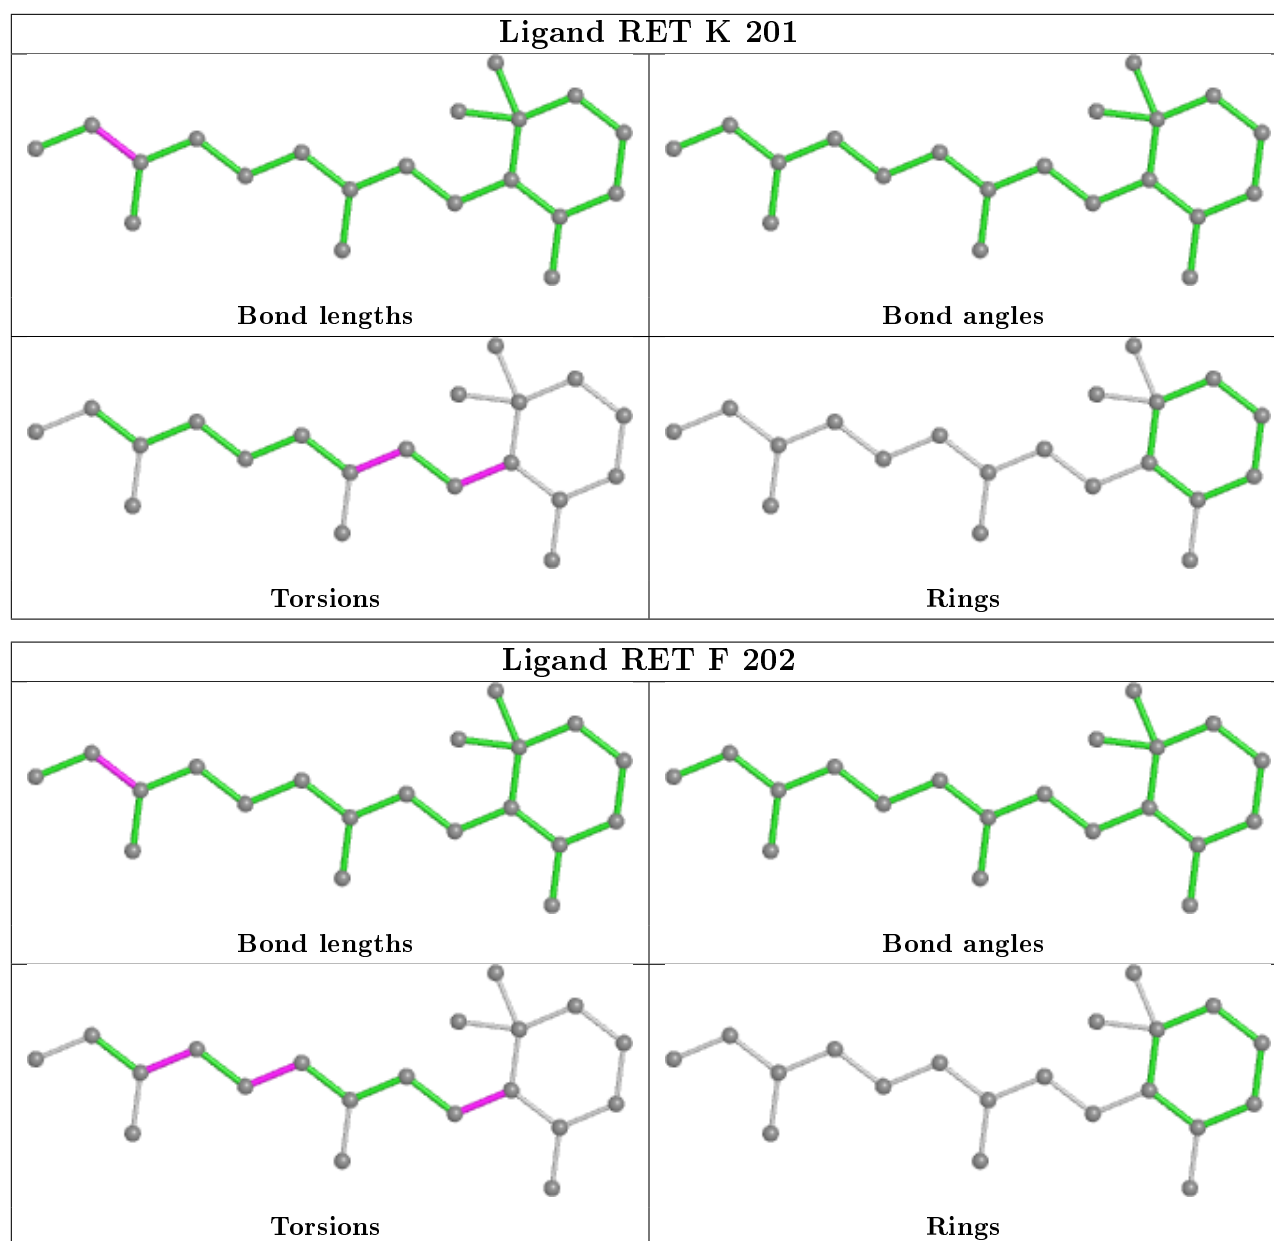 Ligand RET K 201
Bond lengths
Bond angles
Torsions
Rings
Ligand RET F 202
Bond lengths
Bond angles
Torsions
Rings